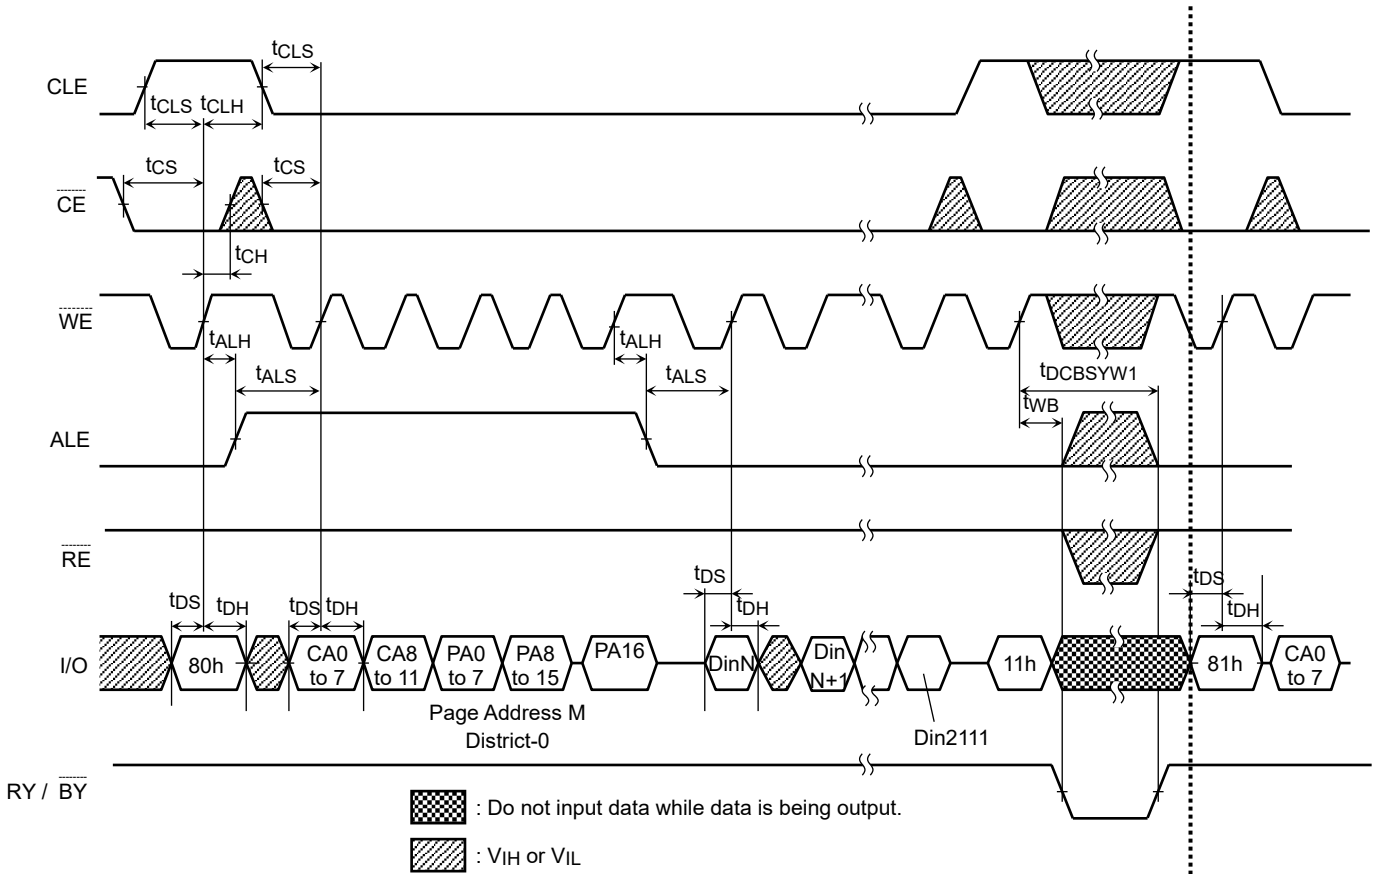 tCLS
CLE
tCLS tCLH
tCS tCS
CE
tCH
WE
tALH tALH
tALS tALS tDCBSYW1
tWB
ALE
RE
tDS tDS
tDS tDH tDS tDH tDH tDH
I/O 80h CA0 to 7 CA8 to 11 PA0 to 7 PA8 to 15 PA16 DinN Din N+1 11h 81h CA0 to 7
Page Address M
District-0
Din2111
RY / BY
: Do not input data while data is being output.
: VIH or VIL